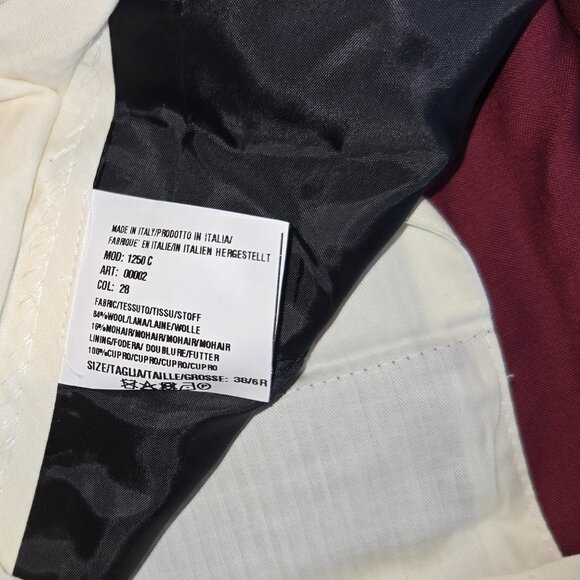 MADE IN ITALY/PRODOTTO IN ITALIA/
FABRIQUE' EN ITALIE/IN ITALIEN HERGESTELLT
MOD: 1250 C
ART: 00002
COL: 28
FABRIC/TESSUTO/TISSU/STOFF
84%WOOL/LANA/LAINE/WOLLE
16%MOHAIR/MOHAIR/MOHAIR/MOHAIR
LINING/FODERA/ DOUBLURE/FUTTER
100%CUPRO/CUPRO/CUPRO/CUPRO
SIZE/TAGLIA/TAILLE/GROSSE: 38/6 R